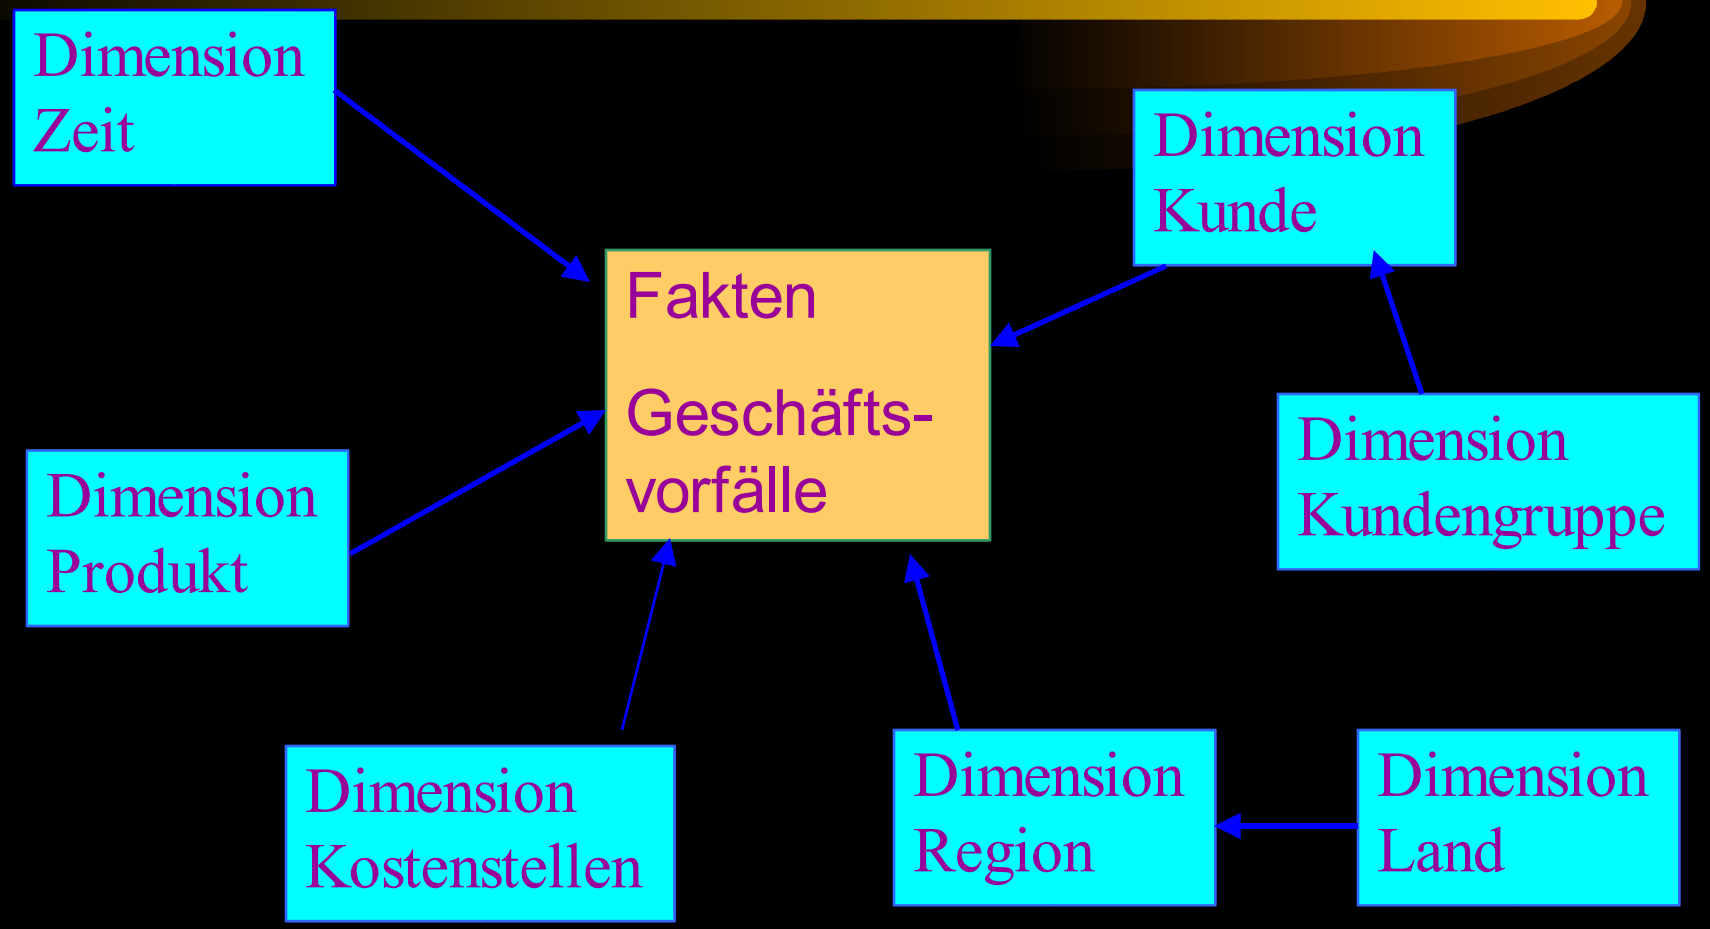 Dimension
Zeit
Dimension
Kunde
Fakten
Geschäfts-
vorfälle
Dimension
Kundengruppe
Dimension
Produkt
Dimension
Kostenstellen
Dimension
Region
Dimension
Land